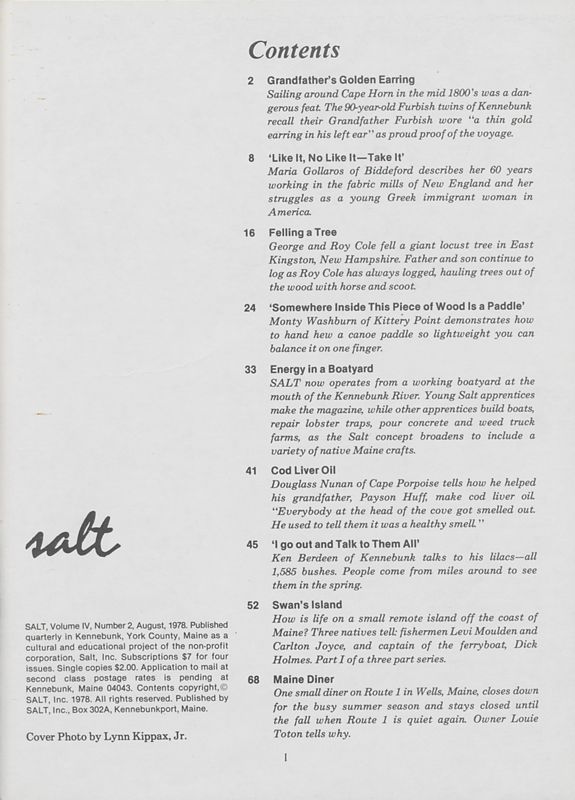 Contents
2 Grandfather's Golden Earring
Sailing around Cape Horn in the mid 1800's was a dan-
gerous feat. The 90-year-old Furbish twins of Kennebunk
recall their Grandfather Furbish wore "a thin gold
earring in his left ear" as proud proof of the voyage.
8 'Like It, No Like It—Take It'
Maria Gollaros of Biddeford describes her 60 years
working in the fabric mills of New England and her
struggles as a young Greek immigrant woman in
America.
16 Felling a Tree
George and Roy Cole fell a giant locust tree in East
Kingston, New Hampshire. Father and son continue to
log as Roy Cole has always logged, hauling trees out of
the wood with horse and scoot.
24 'Somewhere Inside This Piece of Wood Is a Paddle'
Monty Washburn of Kittery Point demonstrates how
to hand hew a canoe paddle so lightweight you can
balance it on one finger.
33 Energy in a Boatyard
SALT now operates from a working boatyard at the
mouth of the Kennebunk River. Young Salt apprentices
make the magazine, while other apprentices build boats,
repair lobster traps, pour concrete and weed truck
farms, as the Salt concept broadens to include a
variety of native Maine crafts.
41 Cod Liver Oil
Douglass Nunan of Cape Porpoise tells how he helped
his grandfather, Payson Huff, make cod liver oil.
"Everybody at the head of the cove got smelled out.
He used to tell them it was a healthy smell."
45 'I go out and Talk to Them All'
Ken Berdeen of Kennebunk talks to his lilacs—all
1,585 bushes. People come from miles around to see
them in the spring.
52 Swan's Island
How is life on a small remote island off the coast of
Maine? Three natives tell: fishermen Levi Moulden and
Carlton Joyce, and captain of the ferryboat, Dick
Holmes. Part I of a three part series.
68 Maine Diner
One small diner on Route 1 in Wells, Maine, closes down
for the busy summer season and stays closed until
the fall when Route 1 is quiet again. Owner Louie
Toton tells why.
salt
SALT, Volume IV, Number 2, August, 1978. Published
quarterly in Kennebunk, York County, Maine as a
cultural and educational project of the non-profit
corporation, Salt, Inc. Subscriptions $7 for four
issues. Single copies $2.00. Application to mail at
second class postage rates is pending at
Kennebunk, Maine 04043. Contents copyright,©
SALT, Inc. 1978. All rights reserved. Published by
SALT, Inc., Box 302A, Kennebunkport, Maine.
Cover Photo by Lynn Kippax, Jr.
1